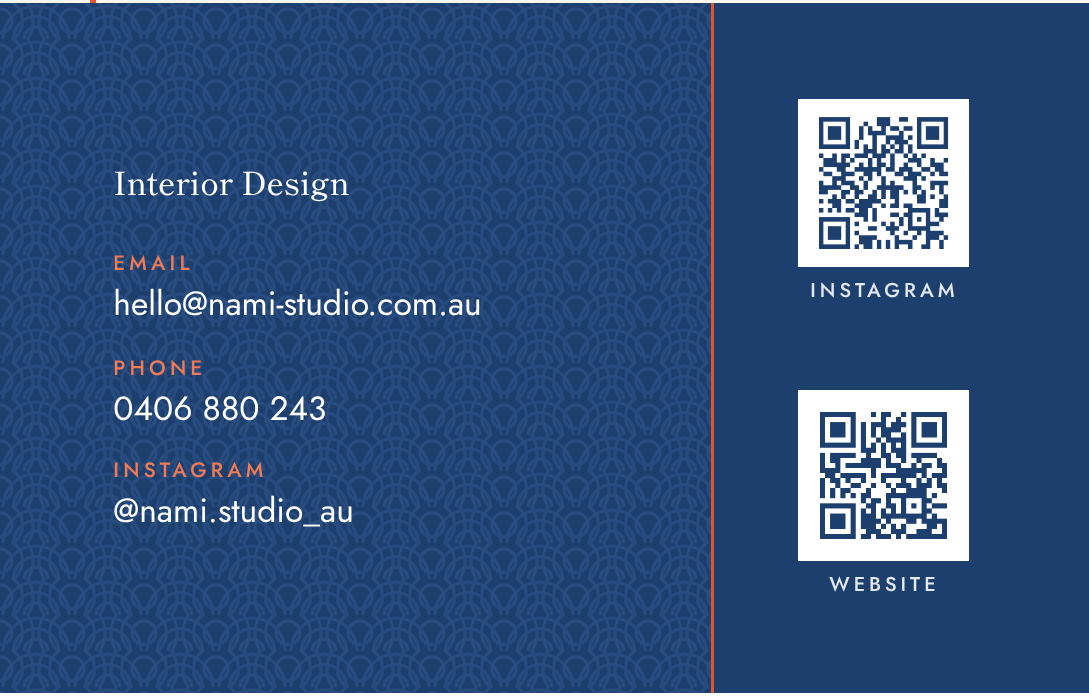 Interior Design
EMAIL
hello@nami-studio.com.au
PHONE
0406 880 243
INSTAGRAM
@nami.studio_au
INSTAGRAM
WEBSITE